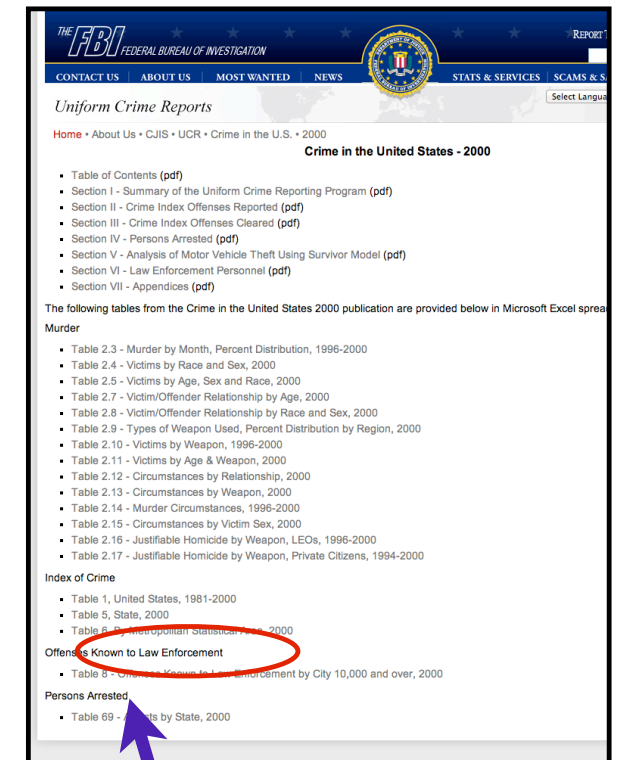 THE FBI FEDERAL BUREAU OF INVESTIGATION
REPORT
CONTACT US | ABOUT US | MOST WANTED | NEWS STATS & SERVICES | SCAMS &
Select
Uniform Crime Reports
Home • About Us • CJIS • UCR • Crime in the U.S. • 2000
Crime in the United States - 2000
Table of Contents (pdf)
Section I - Summary of the Uniform Crime Reporting Program (pdf)
Section II - Crime Index Offenses Reported (pdf)
Section III - Crime Index Offenses Cleared (pdf)
Section IV - Persons Arrested (pdf)
Section V - Analysis of Motor Vehicle Theft Using Survivor Model (pdf)
Section VI - Law Enforcement Personnel (pdf)
Section VII - Appendices (pdf)
The following tables from the Crime in the United States 2000 publication are provided below in Microsoft Excel
Murder
Table 2.3 - Murder by Month, Percent Distribution, 1996-2000
Table 2.4 - Victims by Race and Sex, 2000
Table 2.5 - Victims by Age, Sex and Race, 2000
Table 2.7 - Victim/Offender Relationship by Age, 2000
Table 2.8 - Victim/Offender Relationship by Race and Sex, 2000
Table 2.9 - Types of Weapon Used, Percent Distribution by Region, 2000
Table 2.10 - Victims by Weapon, 1996-2000
Table 2.11 - Victims by Age & Weapon, 2000
Table 2.12 - Circumstances by Relationship, 2000
Table 2.13 - Circumstances by Weapon, 2000
Table 2.14 - Murder Circumstances, 1996-2000
Table 2.15 - Circumstances by Victim Sex, 2000
Table 2.16 - Justifiable Homicide by Weapon, LEOs, 1996-2000
Table 2.17 - Justifiable Homicide by Weapon, Private Citizens, 1994-2000
Index of Crime
Table 1, United States, 1981-2000
Table 5, State, 2000
Table 6, By Metropolitan Statistical Area, 2000
Offenses Known to Law Enforcement
Table 8 - Offenses Known to Law Enforcement by City 10,000 and over, 2000
Persons Arrested
Table 69 - by State, 2000